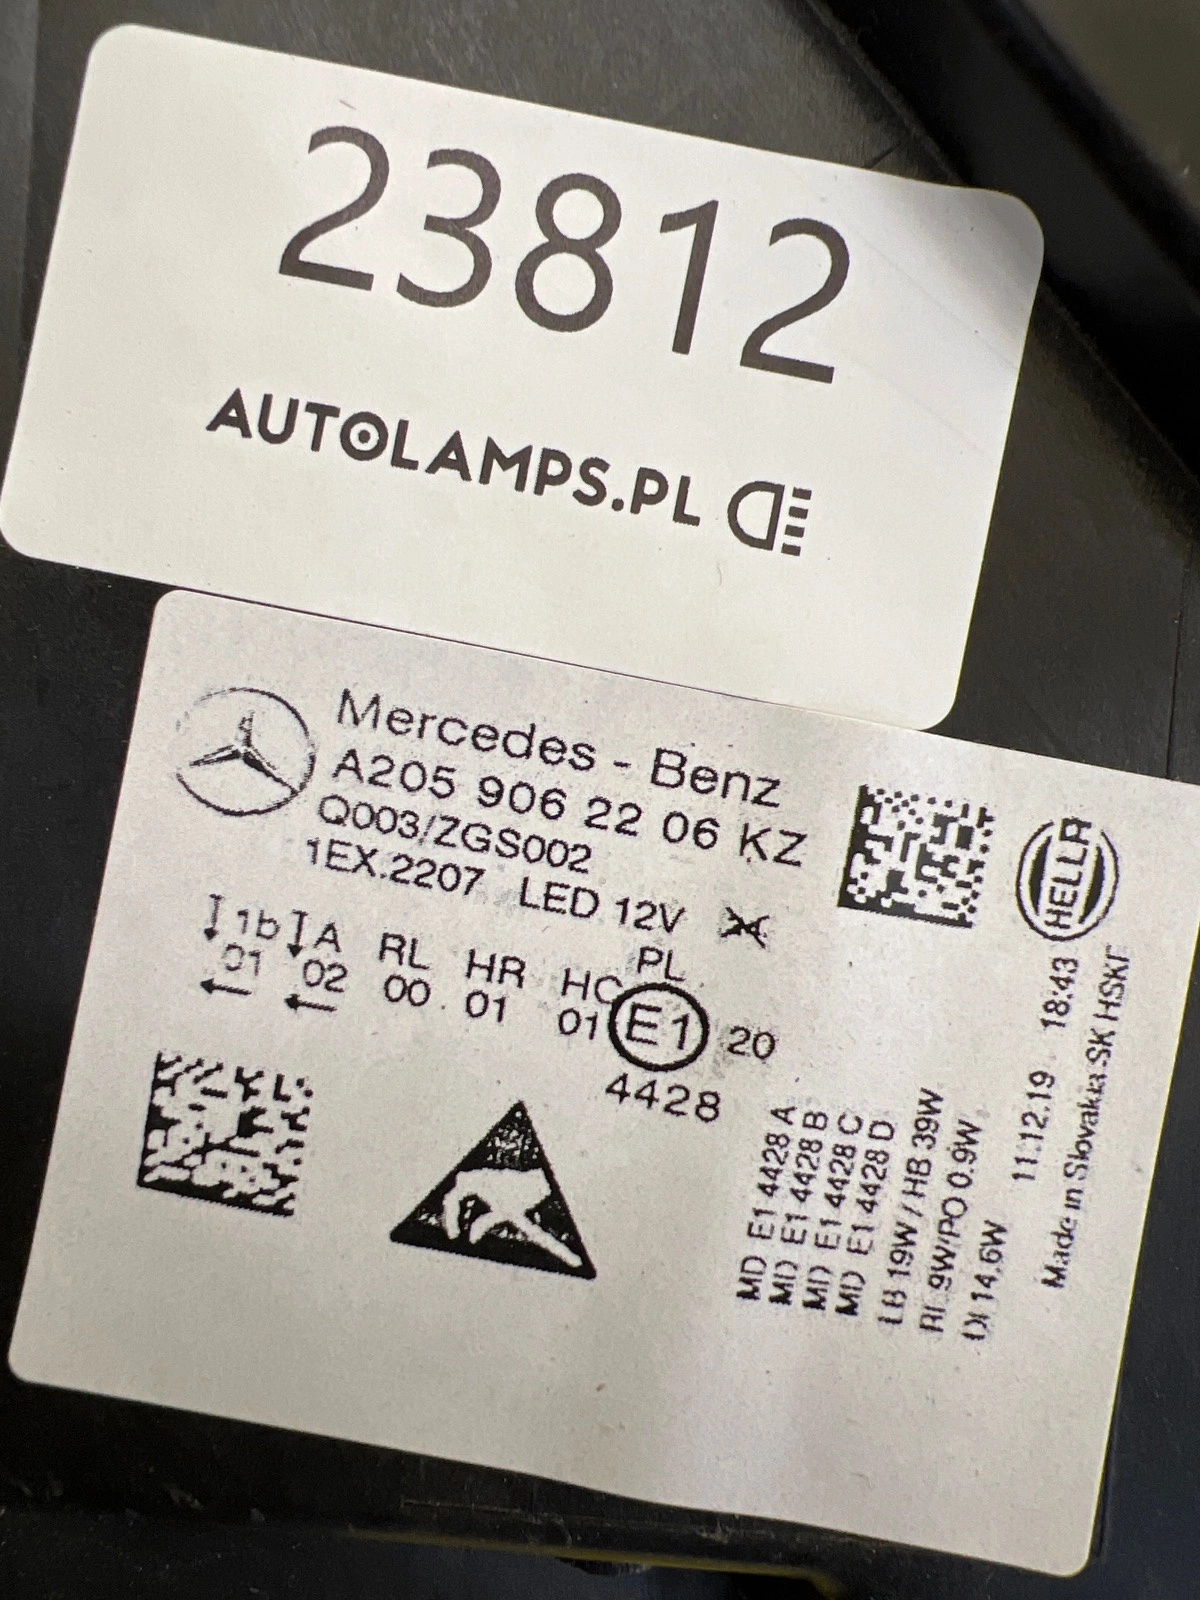 23812
AUTOLAMPS.PL
Mercedes - Benz
A205 906 22 06 KZ
Q003/ZGS002
1EX.2207 LED 12V
HELLA
1b A RL HR HC PL
01 02 00 01 01 E1 20
4428
MD E1 4428 A
MD E1 4428 B
MD E1 4428 C
MD E1 4428 D
LB 19W / HB 39W
RL 9W/PO 0.9W
DI 14,6W
11.12.19 18:43
Made in Slovakia SK HSKT